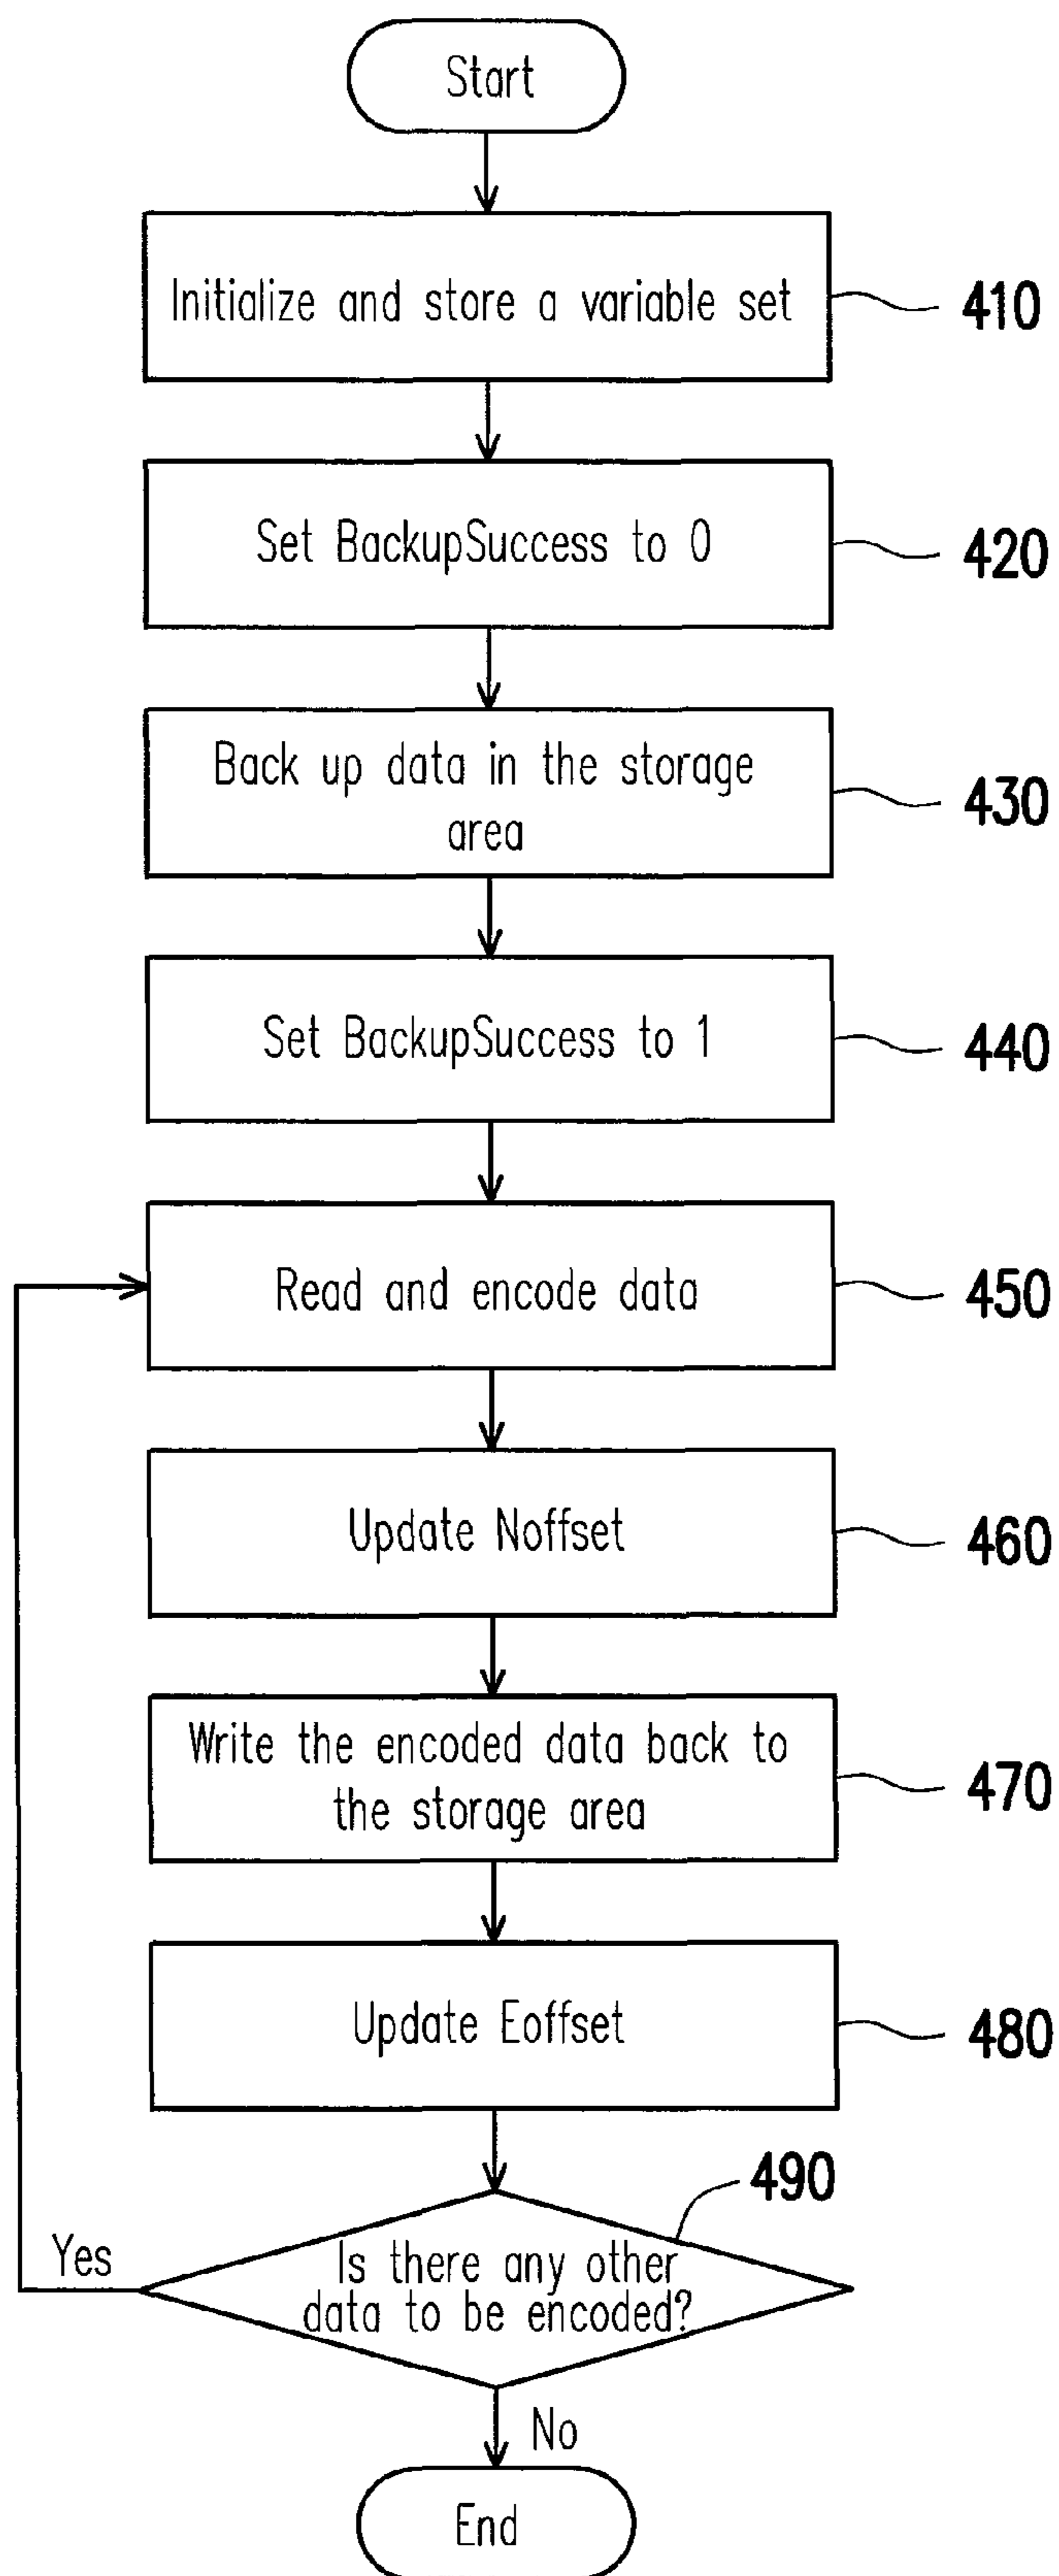 Start
Initialize and store a variable set
410
Set BackupSuccess to 0
420
Back up data in the storage
area
430
Set BackupSuccess to 1
440
Read and encode data
450
Update Noffset
460
Write the encoded data back to
the storage area
470
Update Eoffset
480
490
Is there any other
data to be encoded?
Yes
No
End